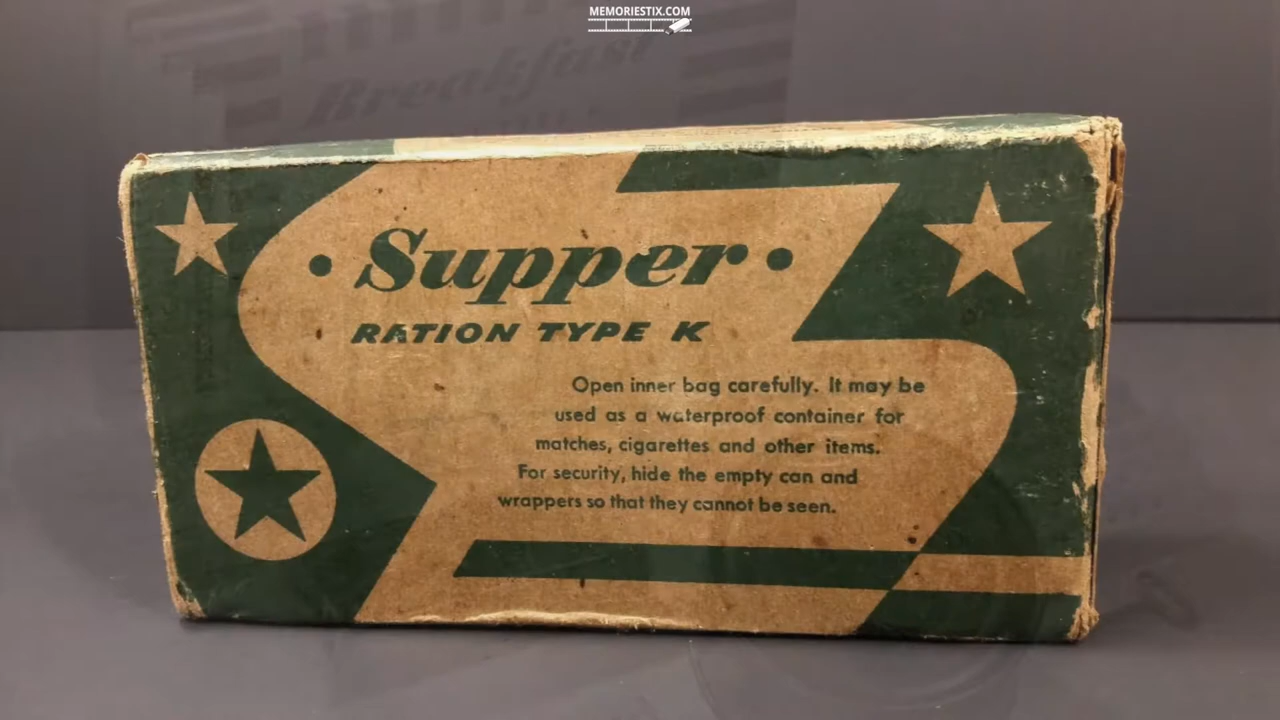 MEMORIESTIX.COM
Breakfast
• Supper •
RATION TYPE K
Open inner bag carefully. It may be
used as a waterproof container for
matches, cigarettes and other items.
For security, hide the empty can and
wrappers so that they cannot be seen.